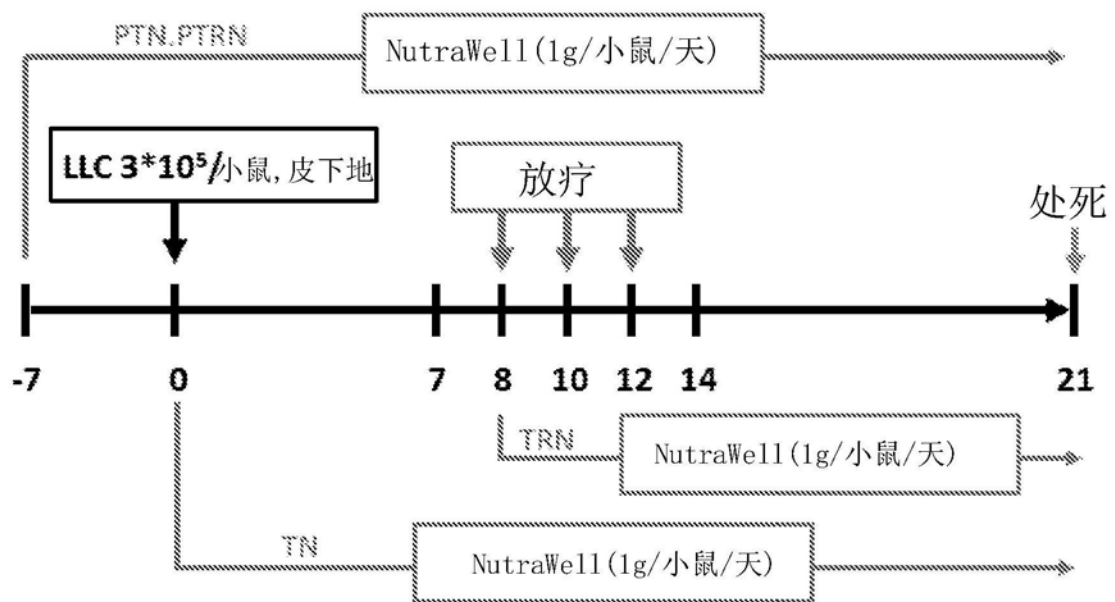 PTN.PTRN
NutraWell(1g/小鼠/天)
LLC 3*10⁵/小鼠,皮下地
放疗
处死
-7 0 7 8 10 12 14 21
TRN
NutraWell(1g/小鼠/天)
TN
NutraWell(1g/小鼠/天)